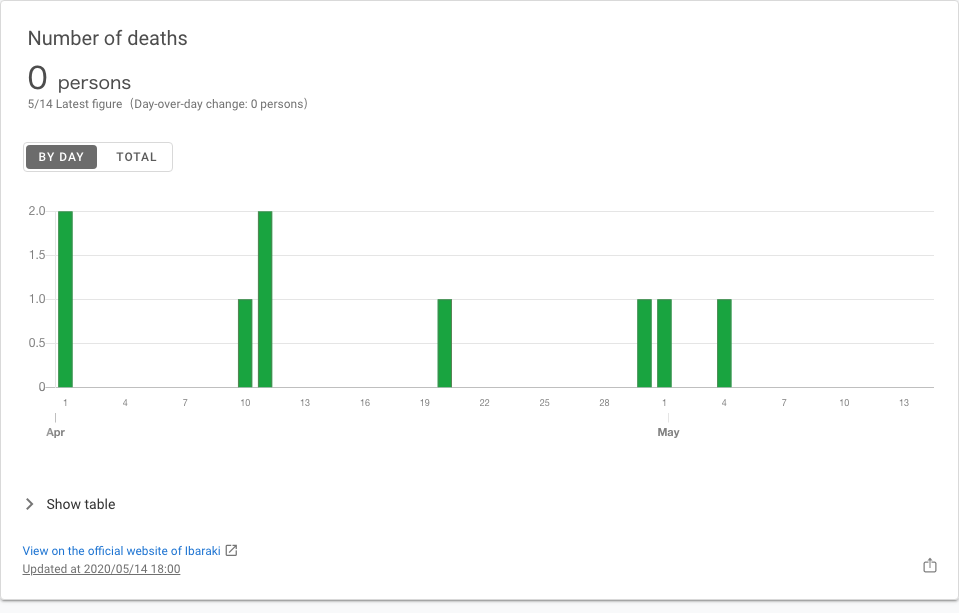 Number of deaths
0 persons
5/14 Latest figure（Day-over-day change: 0 persons）
BY DAY TOTAL
2.0
1.5
1.0
0.5
0
1 4 7 10 13 16 19 22 25 28 1 4 7 10 13
Apr May
Show table
View on the official website of Ibaraki
Updated at 2020/05/14 18:00